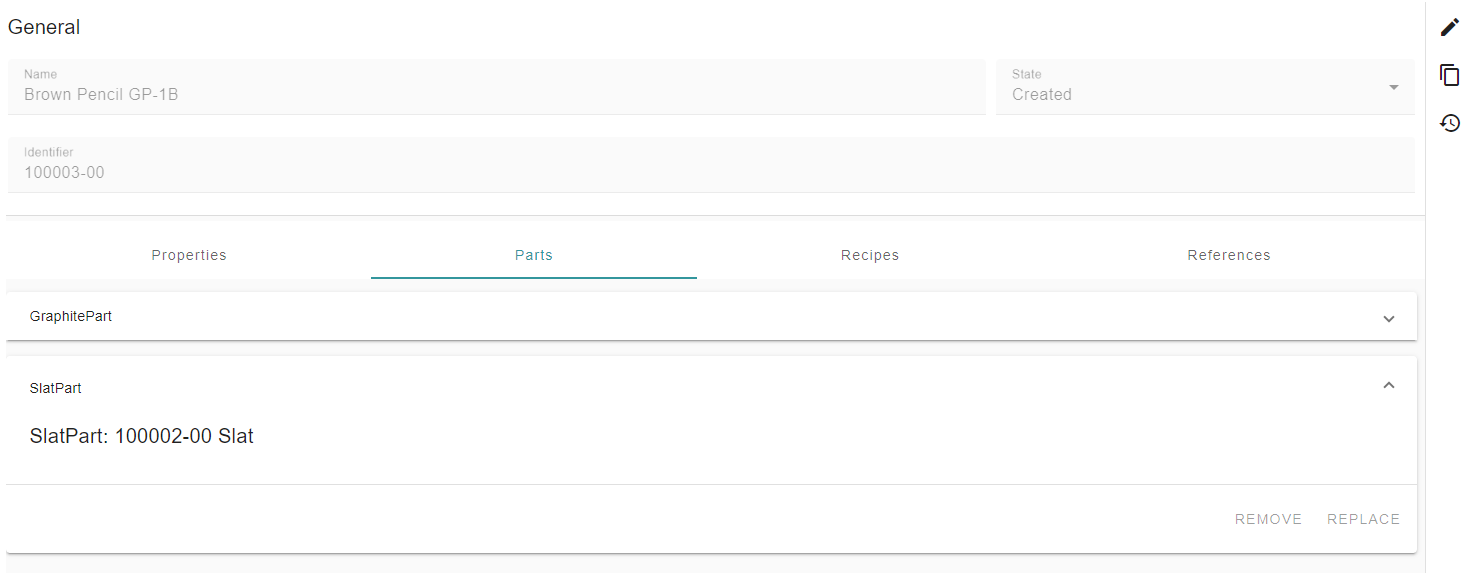 General
Name
Brown Pencil GP-1B
State
Created
Identifier
100003-00
Properties
Parts
Recipes
References
GraphitePart
SlatPart
SlatPart: 100002-00 Slat
REMOVE
REPLACE